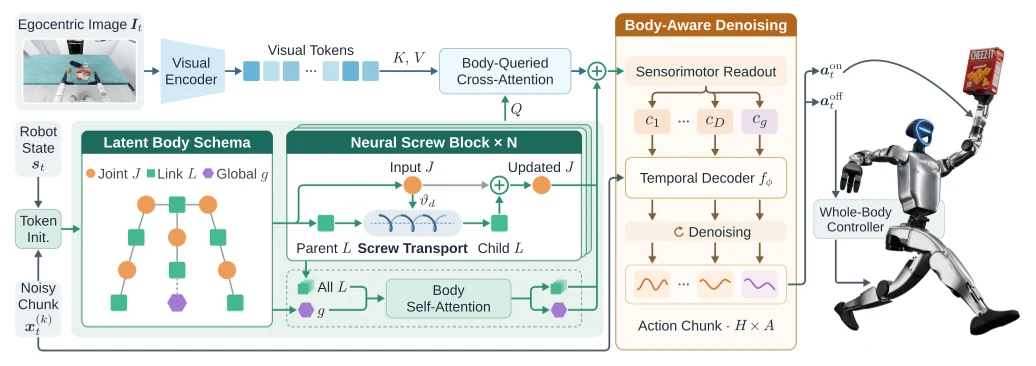 Egocentric Image I_t
Visual
Encoder
Visual Tokens
...
K, V
Body-Queried
Cross-Attention
Q
Robot
State
s_t
Token
Init.
Noisy
Chunk
x_t^(k)
Latent Body Schema
Joint J Link L Global g
Neural Screw Block × N
Input J
Updated J
ϑ_d
Parent L Screw Transport Child L
All L
g
Body
Self-Attention
Body-Aware Denoising
Sensorimotor Readout
c_1 ... c_D c_g
Temporal Decoder f_ϕ
Denoising
...
Action Chunk · H × A
a_t^on
a_t^off
Whole-Body
Controller
CHEEZ-IT